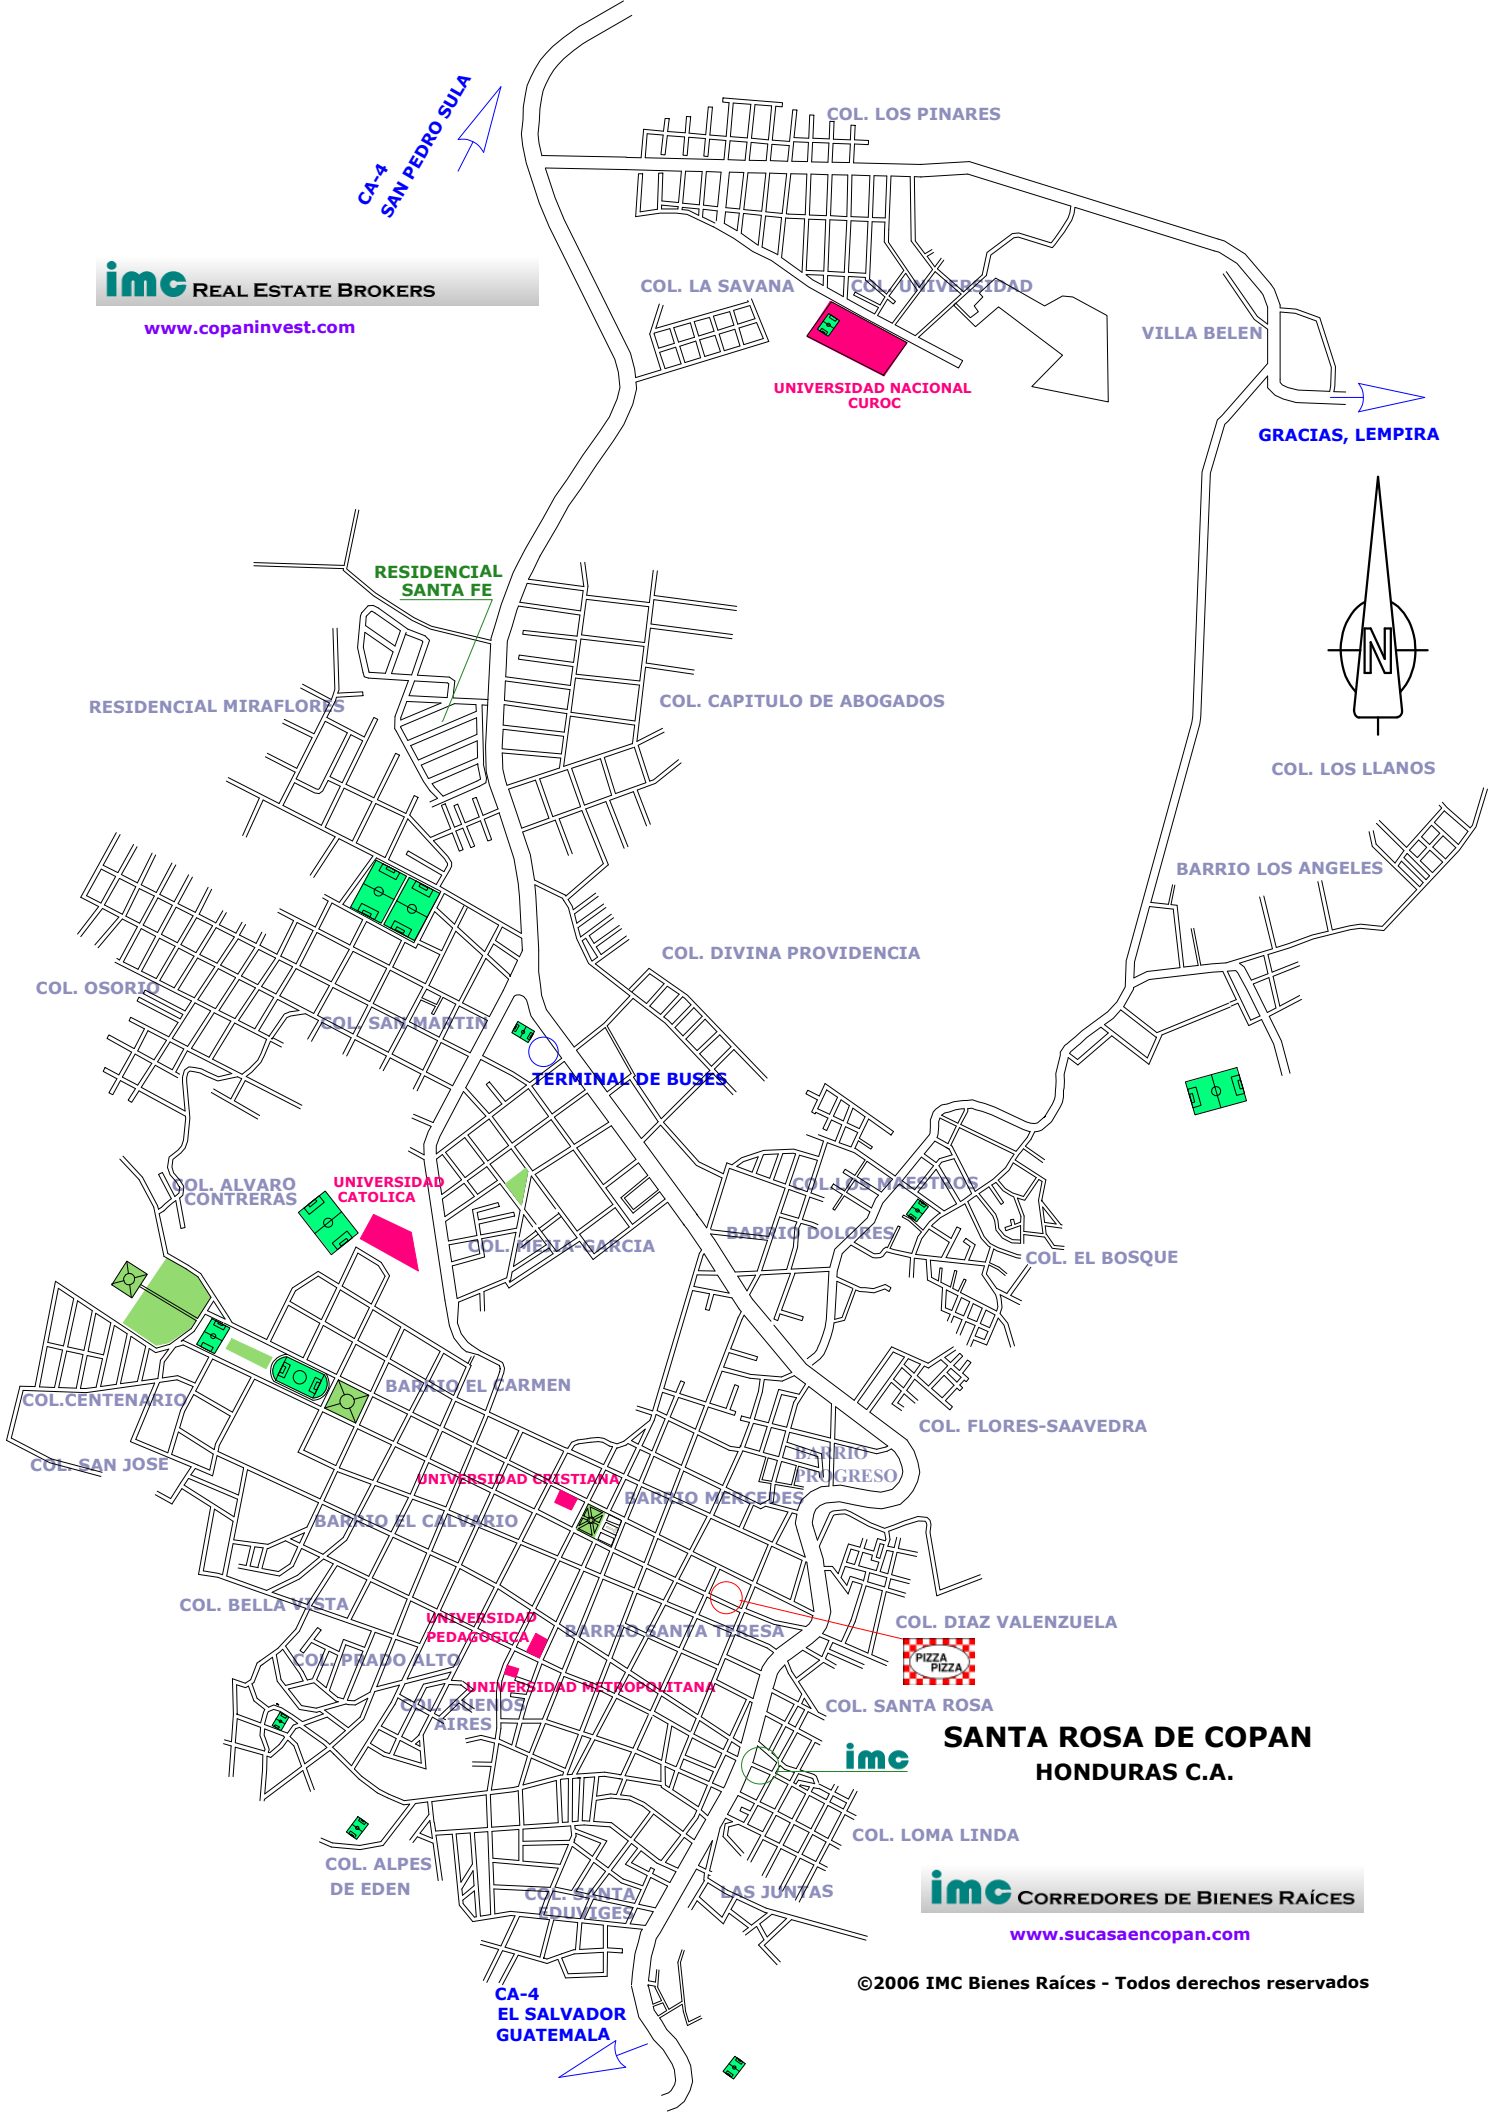 CA-4
SAN PEDRO SULA
COL. LOS PINARES
imc REAL ESTATE BROKERS
www.copaninvest.com
COL. LA SAVANA
COL. UNIVERSIDAD
VILLA BELEN
UNIVERSIDAD NACIONAL
CUROC
GRACIAS, LEMPIRA
RESIDENCIAL
SANTA FE
N
RESIDENCIAL MIRAFLORES
COL. CAPITULO DE ABOGADOS
COL. LOS LLANOS
BARRIO LOS ANGELES
COL. DIVINA PROVIDENCIA
COL. OSORIO
COL. SAN MARTIN
TERMINAL DE BUSES
COL. ALVARO
CONTRERAS
UNIVERSIDAD
CATOLICA
COL.LOS MAESTROS
BARRIO DOLORES
COL. MEJIA-GARCIA
COL. EL BOSQUE
BARRIO EL CARMEN
COL.CENTENARIO
COL. FLORES-SAAVEDRA
BARRIO
PROGRESO
COL. SAN JOSE
UNIVERSIDAD CRISTIANA
BARRIO MERCEDES
BARRIO EL CALVARIO
COL. BELLA VISTA
UNIVERSIDAD
PEDAGOGICA
BARRIO SANTA TERESA
COL. DIAZ VALENZUELA
PIZZA
PIZZA
COL. PRADO ALTO
UNIVERSIDAD METROPOLITANA
COL. BUENOS
AIRES
COL. SANTA ROSA
SANTA ROSA DE COPAN
HONDURAS C.A.
imc
COL. LOMA LINDA
COL. ALPES
DE EDEN
COL. SANTA
EDUVIGES
LAS JUNTAS
imc CORREDORES DE BIENES RAÍCES
www.sucasaencopan.com
©2006 IMC Bienes Raíces - Todos derechos reservados
CA-4
EL SALVADOR
GUATEMALA